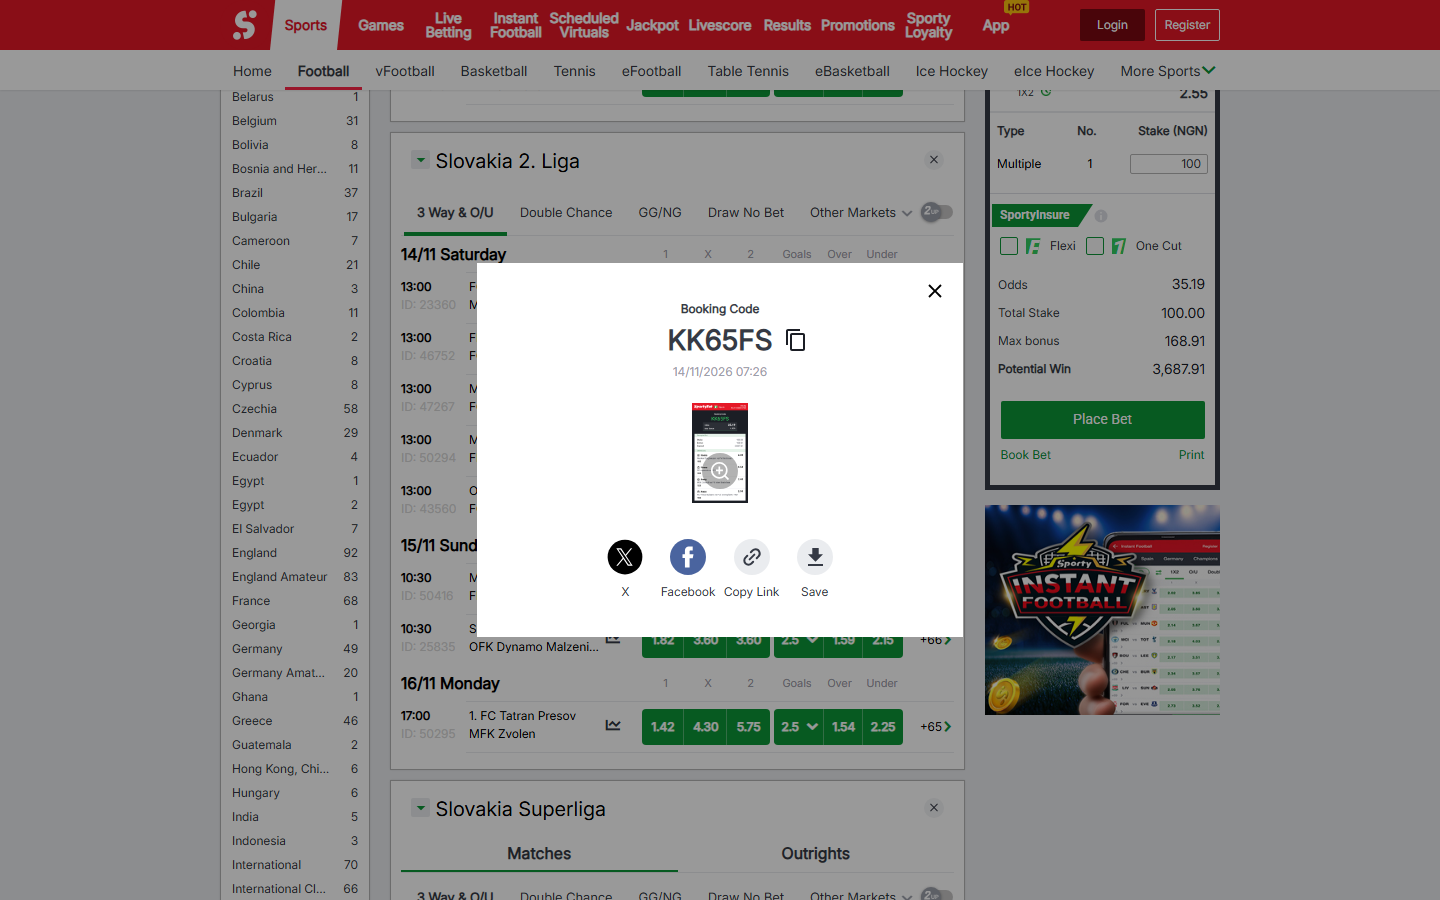 Sports
Games
Live Betting
Instant Football
Scheduled Virtuals
Jackpot
Livescore
Results
Promotions
Sporty Loyalty
App
HOT
Login
Register
Home
Football
vFootball
Basketball
Tennis
eFootball
Table Tennis
eBasketball
Ice Hockey
eIce Hockey
More Sports
Belarus 1
Belgium 31
Bolivia 8
Bosnia and Her... 11
Brazil 37
Bulgaria 17
Cameroon 7
Chile 21
China 3
Colombia 11
Costa Rica 2
Croatia 8
Cyprus 8
Czechia 58
Denmark 29
Ecuador 4
Egypt 1
Egypt 2
El Salvador 7
England 92
England Amateur 83
France 68
Georgia 1
Germany 49
Germany Amat... 20
Ghana 1
Greece 46
Guatemala 2
Hong Kong, Chi... 6
Hungary 6
India 5
Indonesia 3
International 70
International Cl... 66
Slovakia 2. Liga
3 Way & O/U
Double Chance
GG/NG
Draw No Bet
Other Markets
2UP
14/11 Saturday
1 X 2 Goals Over Under
13:00
ID: 23360
13:00
ID: 46752
13:00
ID: 47267
13:00
ID: 50294
13:00
ID: 43560
15/11 Sund
10:30
ID: 50416
10:30
ID: 25835
OFK Dynamo Malzeni...
1.82 3.60 3.60 2.5 1.59 2.15 +66
16/11 Monday
1 X 2 Goals Over Under
17:00 1. FC Tatran Presov
ID: 50295 MFK Zvolen
1.42 4.30 5.75 2.5 1.54 2.25 +65
Slovakia Superliga
Matches
Outrights
3 Way & O/U
Double Chance
GG/NG
Draw No Bet
Other Markets
2UP
Booking Code
KK65FS
14/11/2026 07:26
X
Facebook
Copy Link
Save
1X2
2.55
Type No. Stake (NGN)
Multiple 1 100
SportyInsure
Flexi
One Cut
Odds 35.19
Total Stake 100.00
Max bonus 168.91
Potential Win 3,687.91
Place Bet
Book Bet
Print
Sporty
INSTANT
FOOTBALL